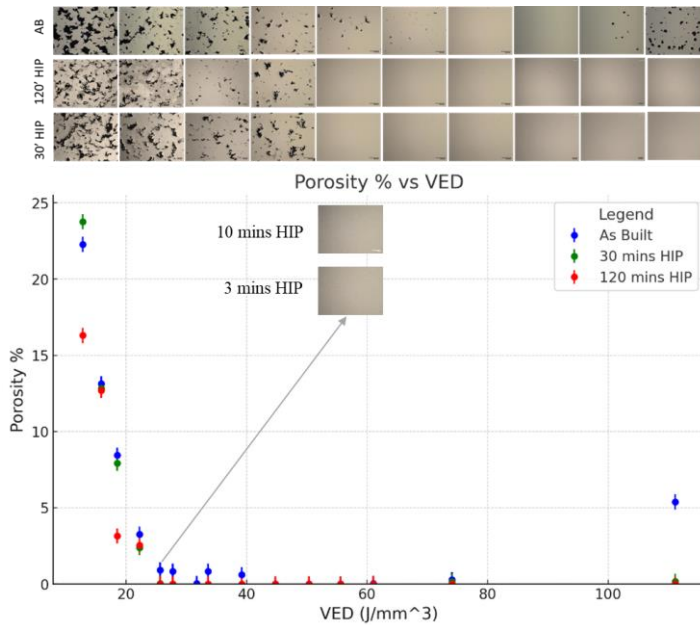 AB
120' HIP
30' HIP
Porosity % vs VED
25
20
15
10
5
0
Porosity %
10 mins HIP
3 mins HIP
Legend
As Built
30 mins HIP
120 mins HIP
20
40
60
80
100
VED (J/mm^3)